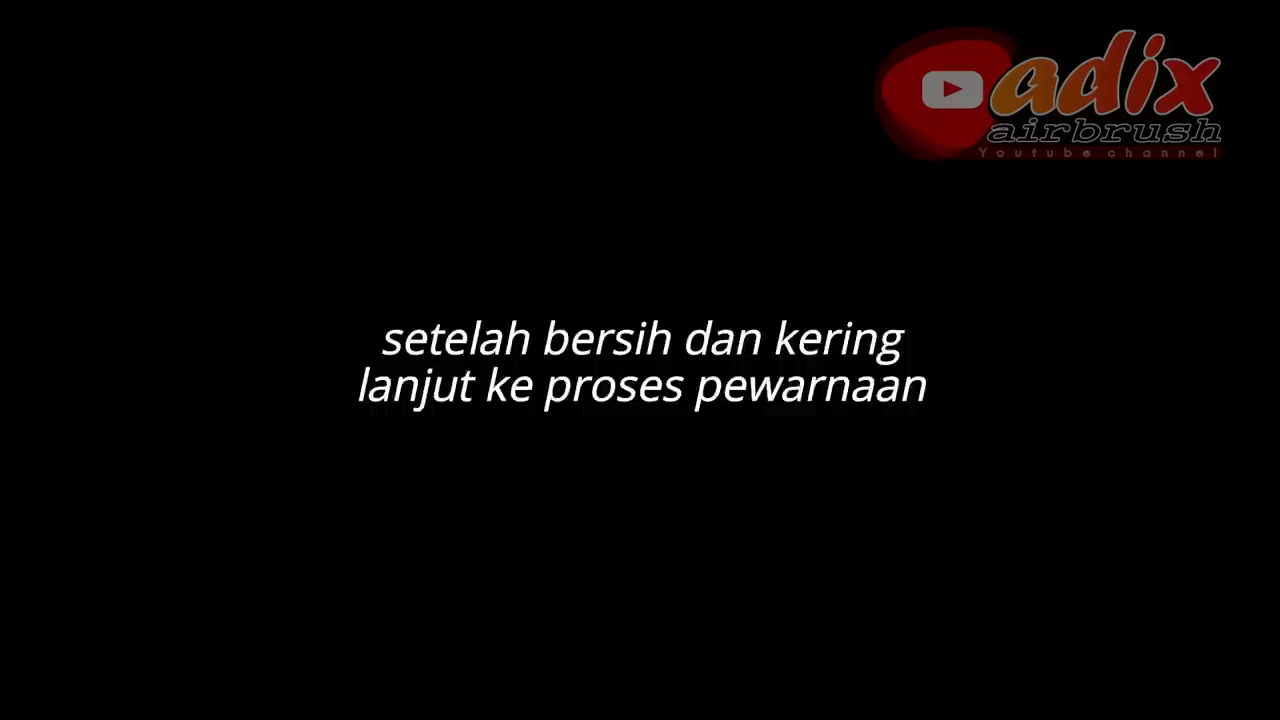 adix
airbrush
Youtube channel
setelah bersih dan kering
lanjut ke proses pewarnaan